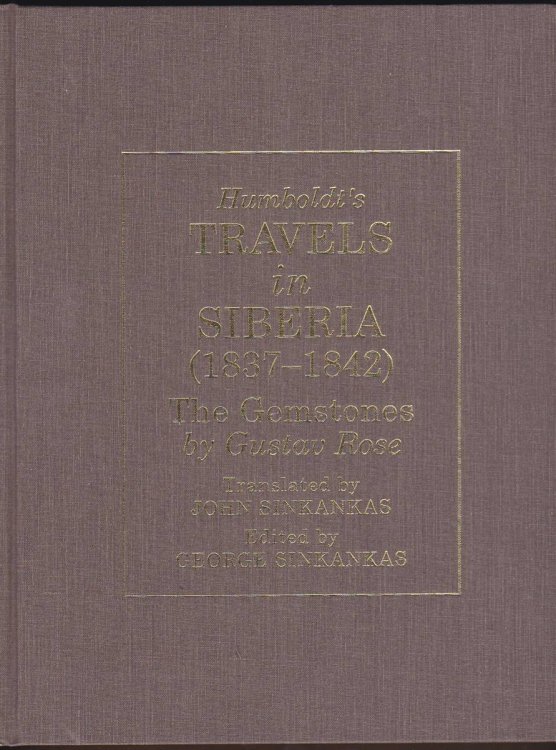 Humboldt's
TRAVELS
in
SIBERIA
(1837–1842)
The Gemstones
by Gustav Rose
Translated by
JOHN SINKANKAS
Edited by
GEORGE SINKANKAS